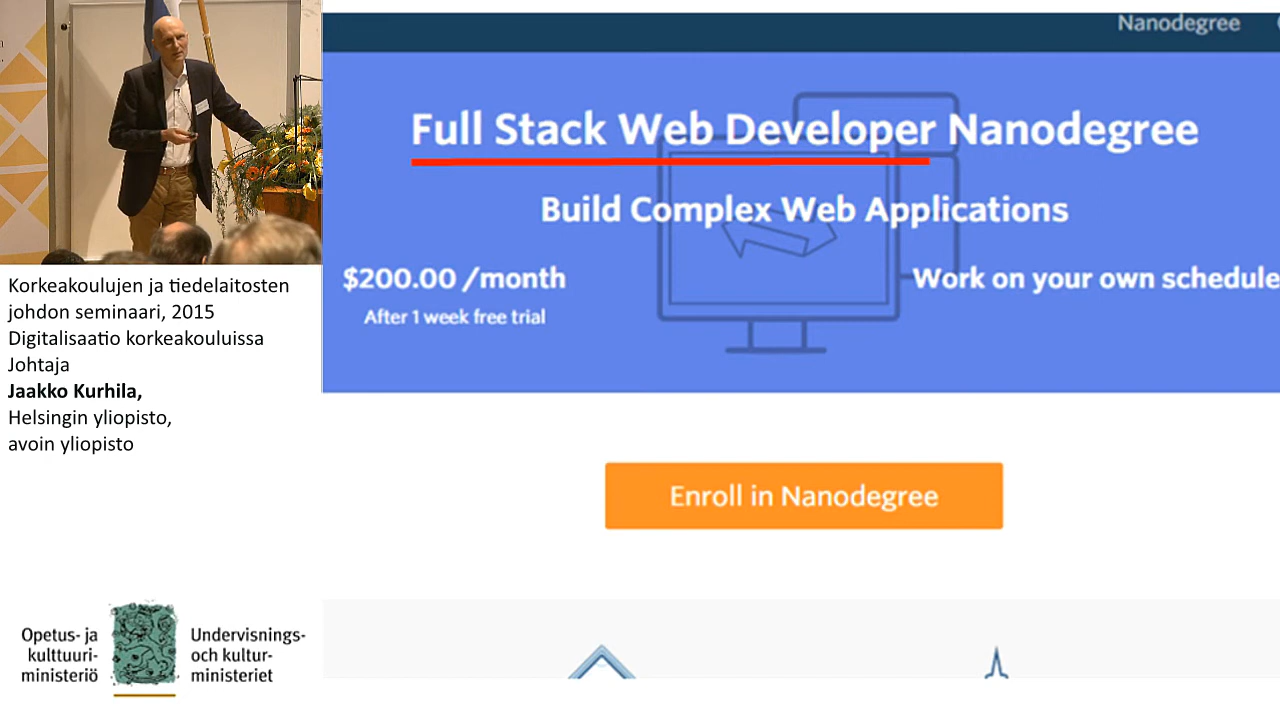 Nanodegree
Full Stack Web Developer Nanodegree
Build Complex Web Applications
$200.00 /month
Work on your own schedule
After 1 week free trial
Enroll in Nanodegree
Korkeakoulujen ja tiedelaitosten
johdon seminaari, 2015
Digitalisaatio korkeakouluissa
Johtaja
Jaakko Kurhila,
Helsingin yliopisto,
avoin yliopisto
Opetus- ja
kulttuuri-
ministeriö
Undervisnings-
och kultur-
ministeriet